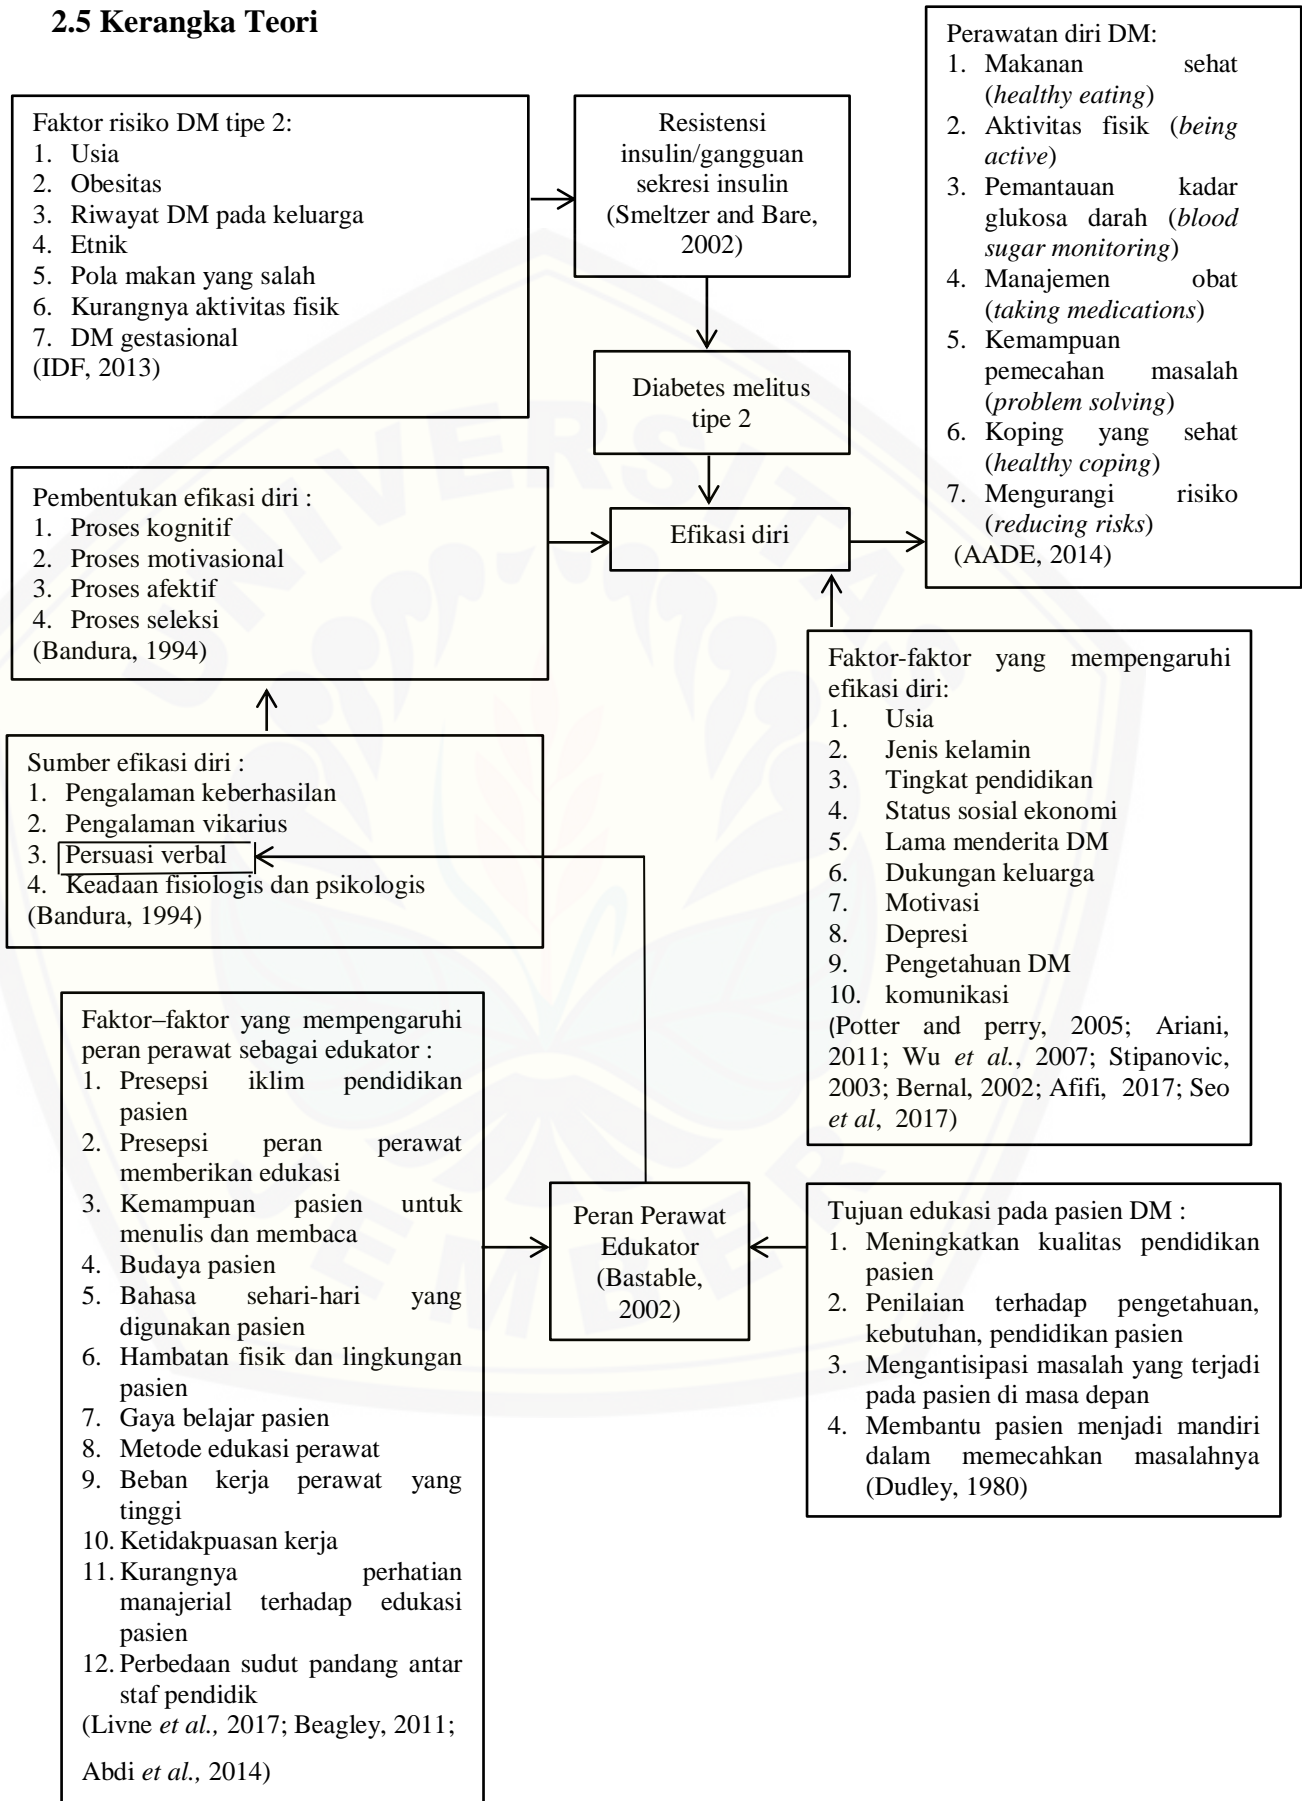 2.5 Kerangka Teori
Faktor risiko DM tipe 2:
1. Usia
2. Obesitas
3. Riwayat DM pada keluarga
4. Etnik
5. Pola makan yang salah
6. Kurangnya aktivitas fisik
7. DM gestasional
(IDF, 2013)
Resistensi
insulin/gangguan
sekresi insulin
(Smeltzer and Bare,
2002)
Perawatan diri DM:
1. Makanan sehat
(healthy eating)
2. Aktivitas fisik (being
active)
3. Pemantauan kadar
glukosa darah (blood
sugar monitoring)
4. Manajemen obat
(taking medications)
5. Kemampuan
pemecahan masalah
(problem solving)
6. Koping yang sehat
(healthy coping)
7. Mengurangi risiko
(reducing risks)
(AADE, 2014)
Diabetes melitus
tipe 2
Pembentukan efikasi diri :
1. Proses kognitif
2. Proses motivasional
3. Proses afektif
4. Proses seleksi
(Bandura, 1994)
Efikasi diri
Sumber efikasi diri :
1. Pengalaman keberhasilan
2. Pengalaman vikarius
3. Persuasi verbal
4. Keadaan fisiologis dan psikologis
(Bandura, 1994)
Faktor-faktor yang mempengaruhi
efikasi diri:
1. Usia
2. Jenis kelamin
3. Tingkat pendidikan
4. Status sosial ekonomi
5. Lama menderita DM
6. Dukungan keluarga
7. Motivasi
8. Depresi
9. Pengetahuan DM
10. komunikasi
(Potter and perry, 2005; Ariani,
2011; Wu et al., 2007; Stipanovic,
2003; Bernal, 2002; Afifi, 2017; Seo
et al, 2017)
Faktor–faktor yang mempengaruhi
peran perawat sebagai edukator :
1. Presepsi iklim pendidikan
pasien
2. Presepsi peran perawat
memberikan edukasi
3. Kemampuan pasien untuk
menulis dan membaca
4. Budaya pasien
5. Bahasa sehari-hari yang
digunakan pasien
6. Hambatan fisik dan lingkungan
pasien
7. Gaya belajar pasien
8. Metode edukasi perawat
9. Beban kerja perawat yang
tinggi
10. Ketidakpuasan kerja
11. Kurangnya perhatian
manajerial terhadap edukasi
pasien
12. Perbedaan sudut pandang antar
staf pendidik
(Livne et al., 2017; Beagley, 2011;
Abdi et al., 2014)
Peran Perawat
Edukator
(Bastable,
2002)
Tujuan edukasi pada pasien DM :
1. Meningkatkan kualitas pendidikan
pasien
2. Penilaian terhadap pengetahuan,
kebutuhan, pendidikan pasien
3. Mengantisipasi masalah yang terjadi
pada pasien di masa depan
4. Membantu pasien menjadi mandiri
dalam memecahkan masalahnya
(Dudley, 1980)
UNIVERSITAS
JEMBER